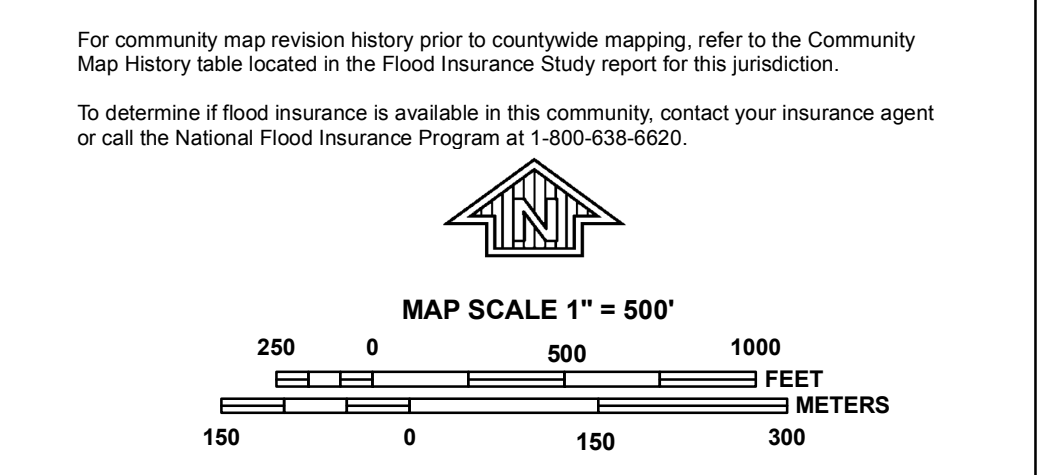 For community map revision history prior to countywide mapping, refer to the Community
Map History table located in the Flood Insurance Study report for this jurisdiction.
To determine if flood insurance is available in this community, contact your insurance agent
or call the National Flood Insurance Program at 1-800-638-6620.
N
MAP SCALE 1" = 500'
250 0 500 1000
FEET
METERS
150 0 150 300